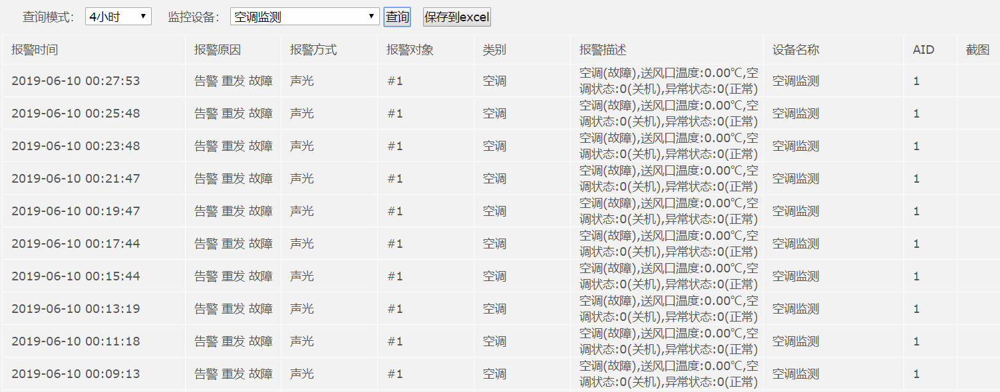 查询模式： 4小时 监控设备： 空调监测 查询 保存到excel
报警时间 报警原因 报警方式 报警对象 类别 报警描述 设备名称 AID 截图
2019-06-10 00:27:53 告警 重发 故障 声光 #1 空调 空调(故障),送风口温度:0.00℃,空 空调监测 1
调状态:0(关机),异常状态:0(正常)
2019-06-10 00:25:48 告警 重发 故障 声光 #1 空调 空调(故障),送风口温度:0.00℃,空 空调监测 1
调状态:0(关机),异常状态:0(正常)
2019-06-10 00:23:48 告警 重发 故障 声光 #1 空调 空调(故障),送风口温度:0.00℃,空 空调监测 1
调状态:0(关机),异常状态:0(正常)
2019-06-10 00:21:47 告警 重发 故障 声光 #1 空调 空调(故障),送风口温度:0.00℃,空 空调监测 1
调状态:0(关机),异常状态:0(正常)
2019-06-10 00:19:47 告警 重发 故障 声光 #1 空调 空调(故障),送风口温度:0.00℃,空 空调监测 1
调状态:0(关机),异常状态:0(正常)
2019-06-10 00:17:44 告警 重发 故障 声光 #1 空调 空调(故障),送风口温度:0.00℃,空 空调监测 1
调状态:0(关机),异常状态:0(正常)
2019-06-10 00:15:44 告警 重发 故障 声光 #1 空调 空调(故障),送风口温度:0.00℃,空 空调监测 1
调状态:0(关机),异常状态:0(正常)
2019-06-10 00:13:19 告警 重发 故障 声光 #1 空调 空调(故障),送风口温度:0.00℃,空 空调监测 1
调状态:0(关机),异常状态:0(正常)
2019-06-10 00:11:18 告警 重发 故障 声光 #1 空调 空调(故障),送风口温度:0.00℃,空 空调监测 1
调状态:0(关机),异常状态:0(正常)
2019-06-10 00:09:13 告警 重发 故障 声光 #1 空调 空调(故障),送风口温度:0.00℃,空 空调监测 1
调状态:0(关机),异常状态:0(正常)